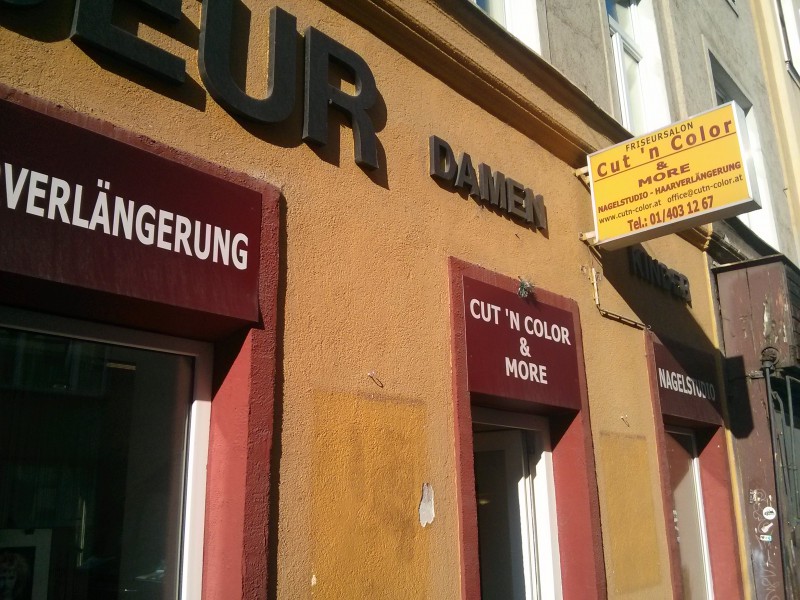 EUR
DAMEN
KINDER
RVERLÄNGERUNG
CUT 'N COLOR
&
MORE
NAGELSTUDIO
FRISEURSALON
Cut 'n Color
&
MORE
NAGELSTUDIO - HAARVERLÄNGERUNG
www.cutn-color.at office@cutn-color.at
Tel.: 01/403 12 67